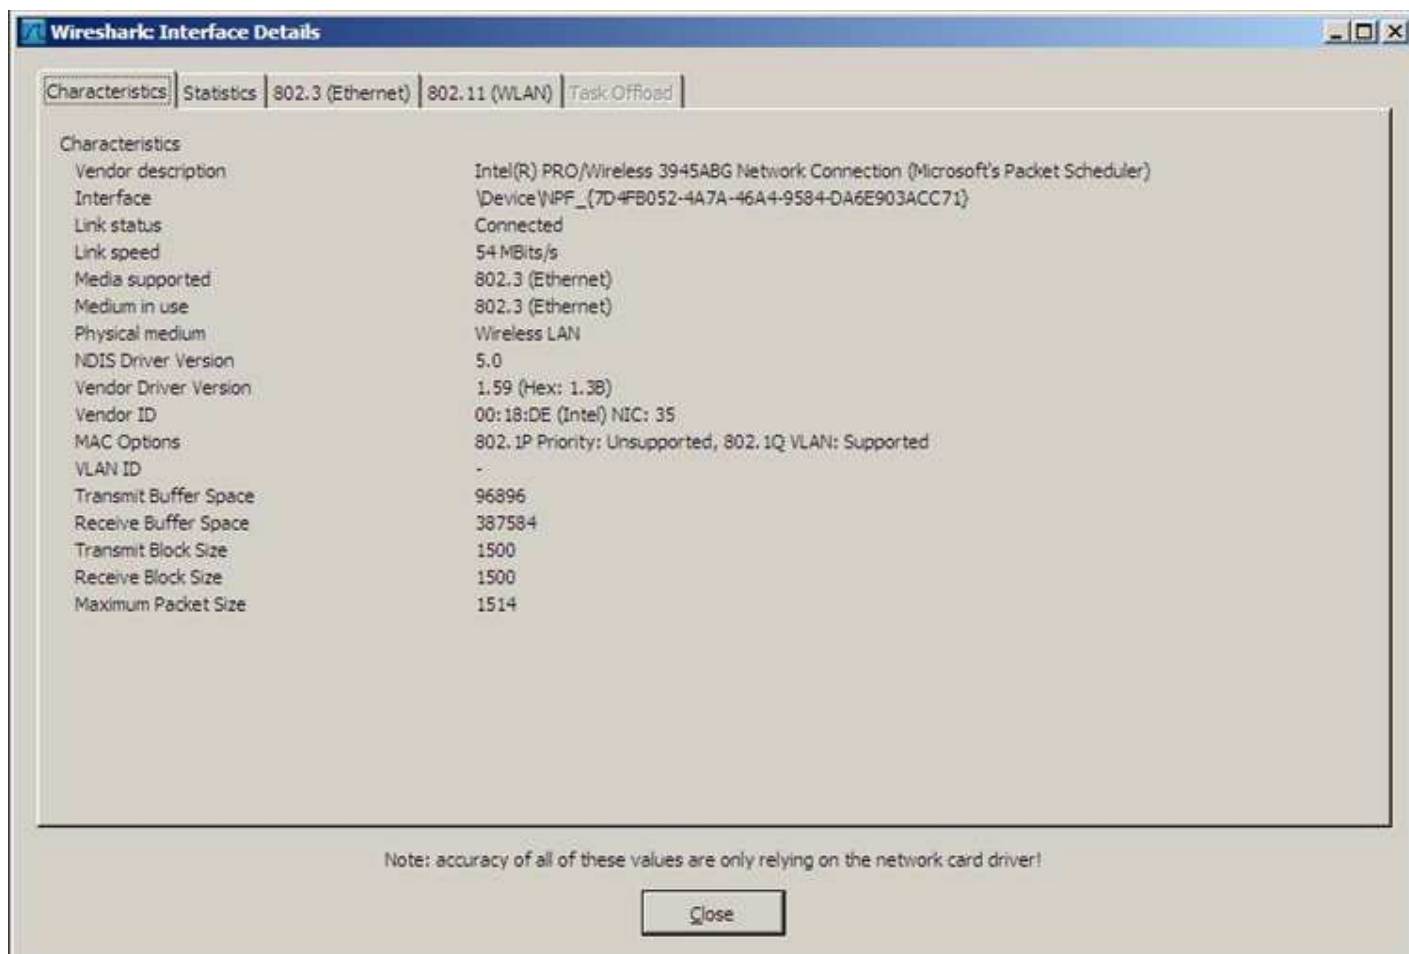 Wireshark: Interface Details
Characteristics Statistics 802.3 (Ethernet) 802.11 (WLAN) Task Offload
Characteristics
Vendor description Intel(R) PRO/Wireless 3945ABG Network Connection (Microsoft's Packet Scheduler)
Interface \Device\NPF_{7D4FB052-4A7A-46A4-9584-DA6E903ACC71}
Link status Connected
Link speed 54 MBits/s
Media supported 802.3 (Ethernet)
Medium in use 802.3 (Ethernet)
Physical medium Wireless LAN
NDIS Driver Version 5.0
Vendor Driver Version 1.59 (Hex: 1.3B)
Vendor ID 00:18:DE (Intel) NIC: 35
MAC Options 802.1P Priority: Unsupported, 802.1Q VLAN: Supported
VLAN ID -
Transmit Buffer Space 96896
Receive Buffer Space 387584
Transmit Block Size 1500
Receive Block Size 1500
Maximum Packet Size 1514
Note: accuracy of all of these values are only relying on the network card driver!
Close